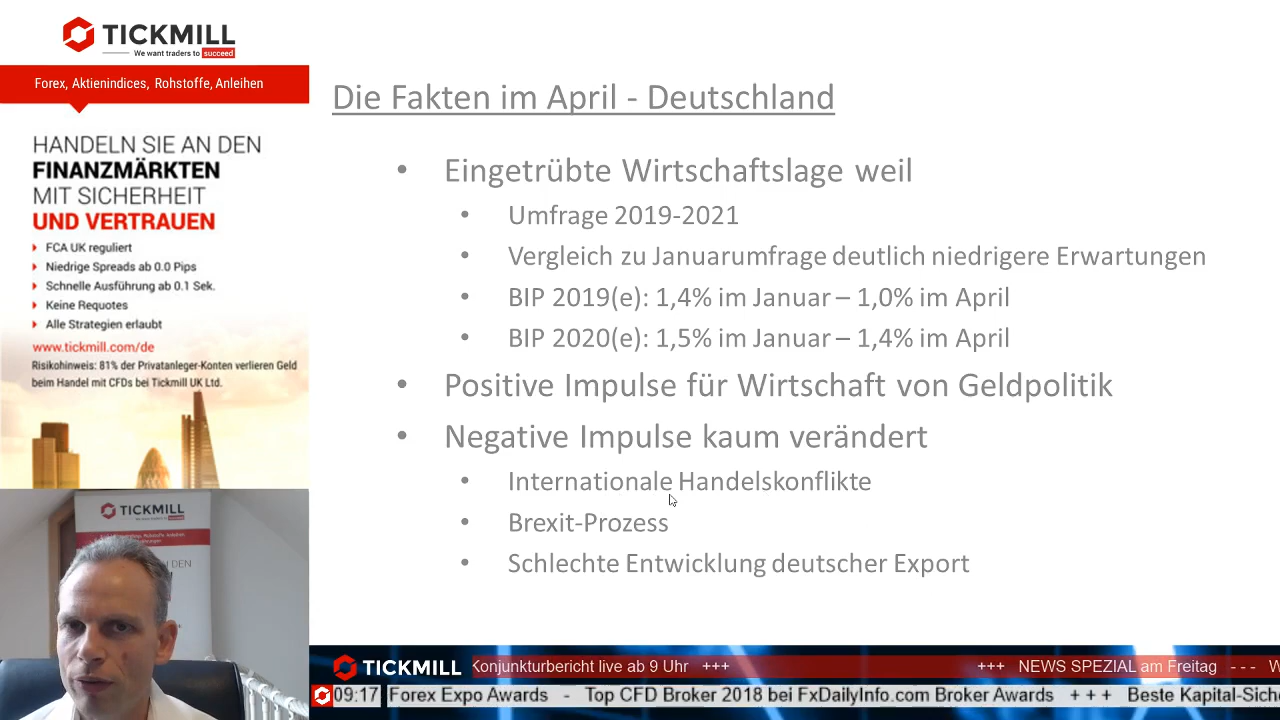 TICKMILL
We want traders to succeed
Forex, Aktienindices, Rohstoffe, Anleihen
HANDELN SIE AN DEN
FINANZMÄRKTEN
MIT SICHERHEIT
UND VERTRAUEN
FCA UK reguliert
Niedrige Spreads ab 0.0 Pips
Schnelle Ausführung ab 0.1 Sek.
Keine Requotes
Alle Strategien erlaubt
www.tickmill.com/de
Risikohinweis: 81% der Privatanleger-Konten verlieren Geld
beim Handel mit CFDs bei Tickmill UK Ltd.
Die Fakten im April - Deutschland
• Eingetrübte Wirtschaftslage weil
• Umfrage 2019-2021
• Vergleich zu Januarumfrage deutlich niedrigere Erwartungen
• BIP 2019(e): 1,4% im Januar – 1,0% im April
• BIP 2020(e): 1,5% im Januar – 1,4% im April
• Positive Impulse für Wirtschaft von Geldpolitik
• Negative Impulse kaum verändert
• Internationale Handelskonflikte
• Brexit-Prozess
• Schlechte Entwicklung deutscher Export
TICKMILL
DEN
TICKMILL Konjunkturbericht live ab 9 Uhr +++ +++ NEWS SPEZIAL am Freitag --- W
09:17 Forex Expo Awards - Top CFD Broker 2018 bei FxDailyInfo.com Broker Awards +++ Beste Kapital-Siche